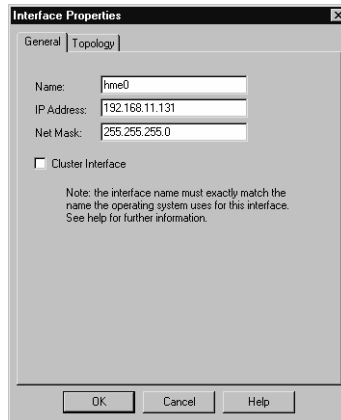 Interface Properties
General Topology
Name: hme0
IP Address: 192.168.11.131
Net Mask: 255.255.255.0
Cluster Interface
Note: the interface name must exactly match the
name the operating system uses for this interface.
See help for further information.
OK Cancel Help